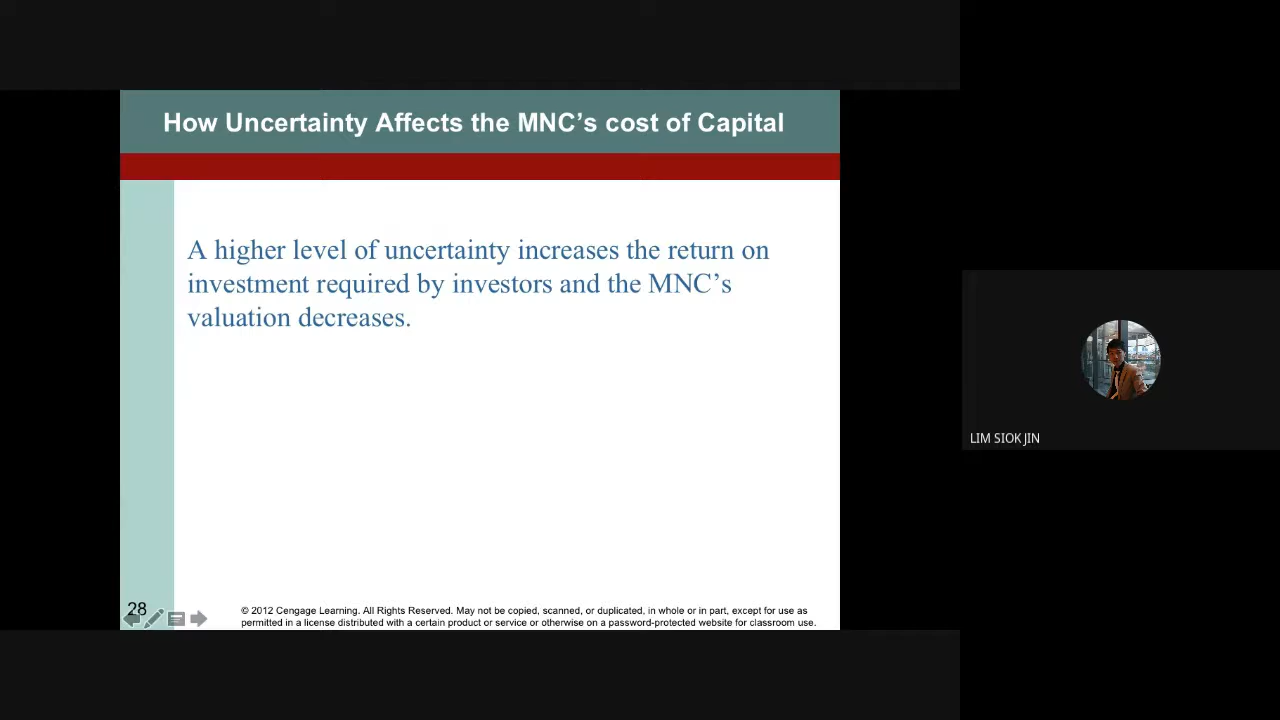 How Uncertainty Affects the MNC’s cost of Capital
A higher level of uncertainty increases the return on
investment required by investors and the MNC’s
valuation decreases.
LIM SIOK JIN
28
© 2012 Cengage Learning. All Rights Reserved. May not be copied, scanned, or duplicated, in whole or in part, except for use as
permitted in a license distributed with a certain product or service or otherwise on a password-protected website for classroom use.